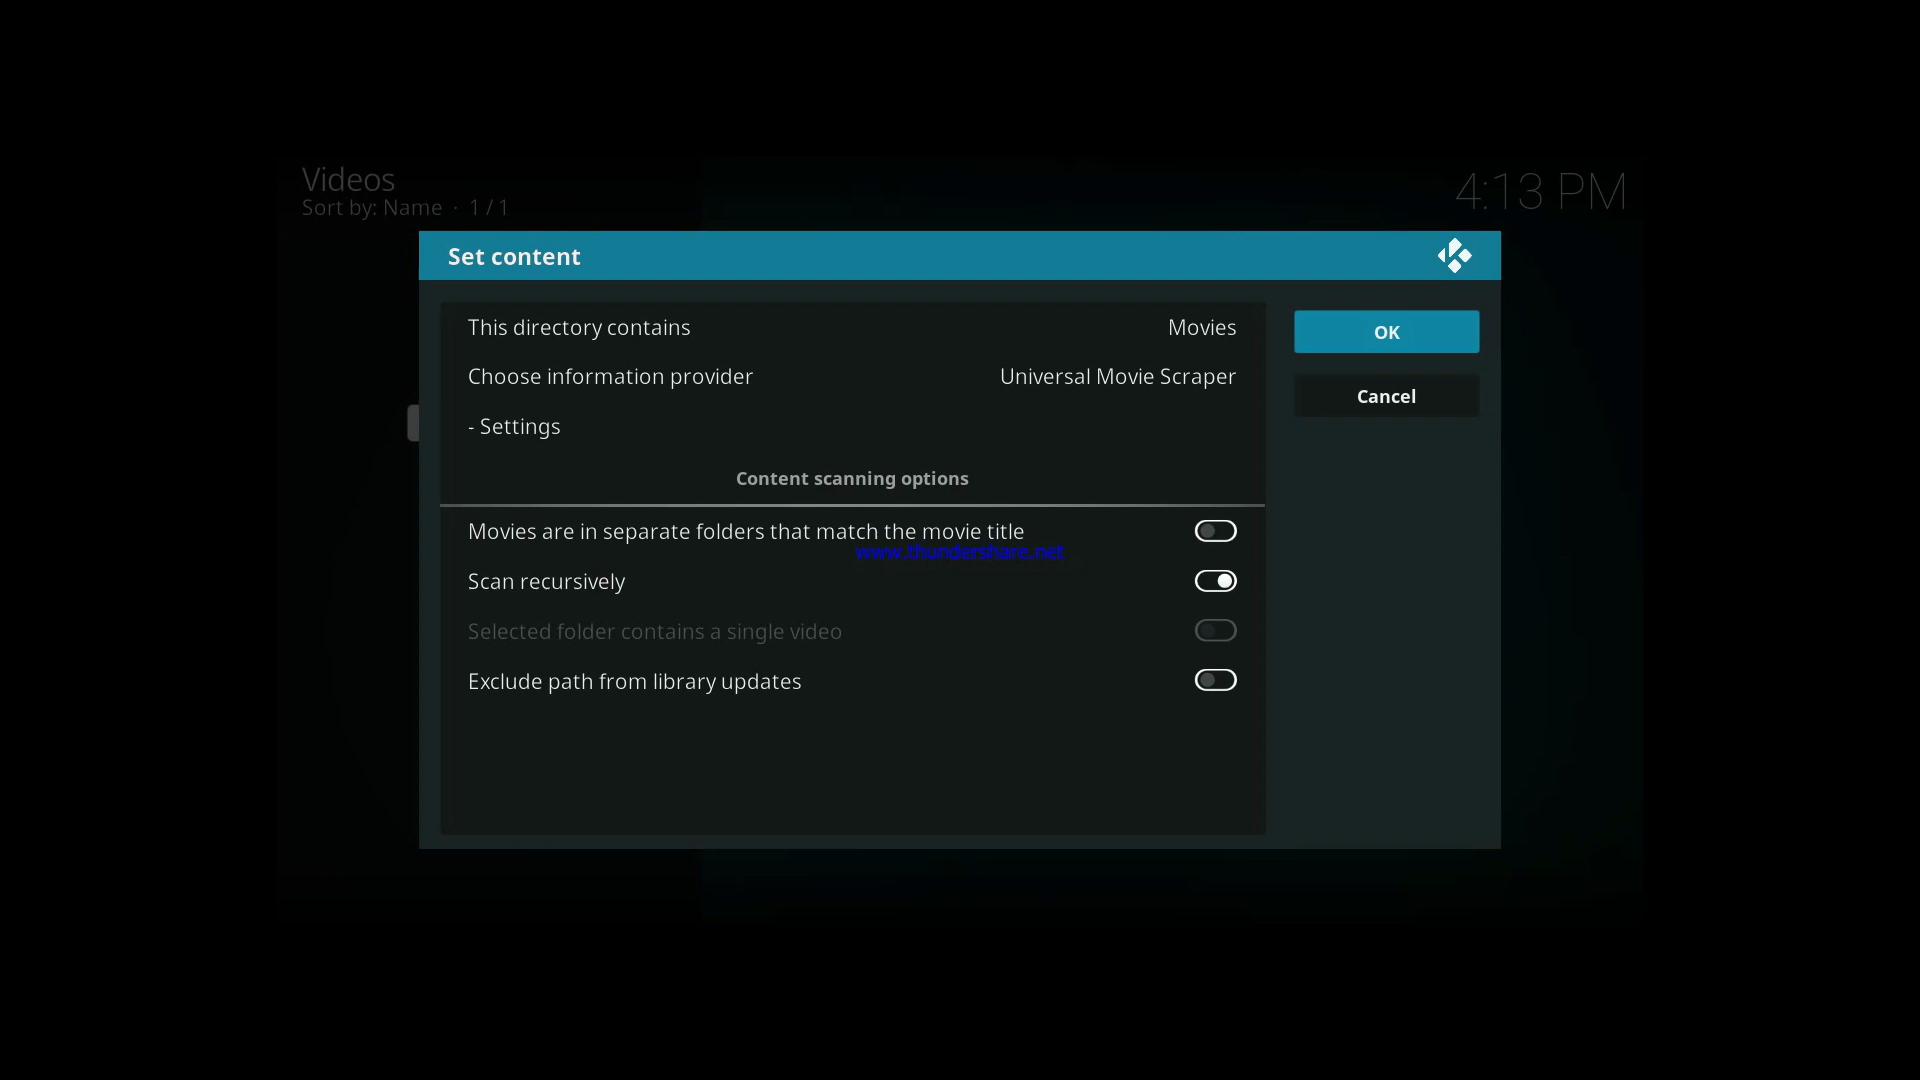 Videos
Sort by: Name · 1 / 1
4:13 PM
Set content
This directory contains Movies
OK
Choose information provider Universal Movie Scraper
Cancel
- Settings
Content scanning options
Movies are in separate folders that match the movie title
www.thundershare.net
Scan recursively
Selected folder contains a single video
Exclude path from library updates